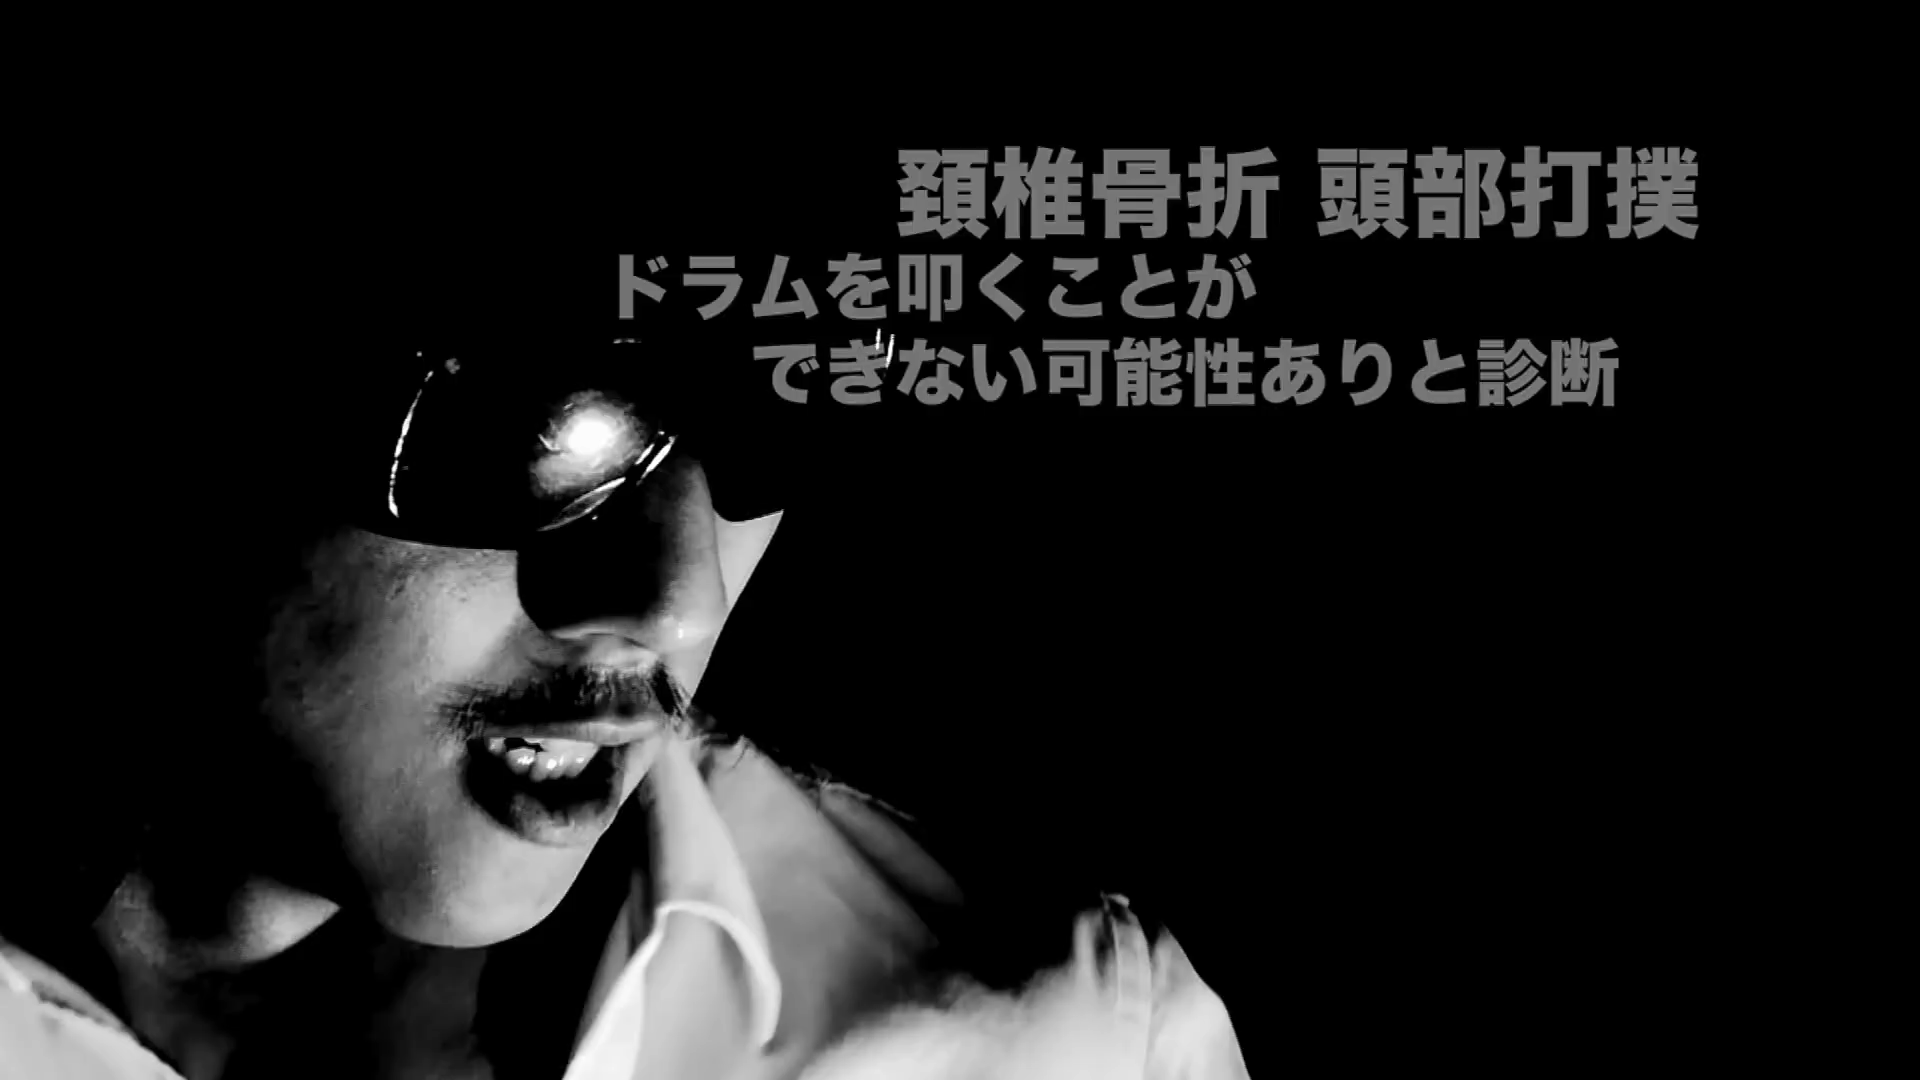 頚椎骨折 頭部打撲
ドラムを叩くことが
できない可能性ありと診断